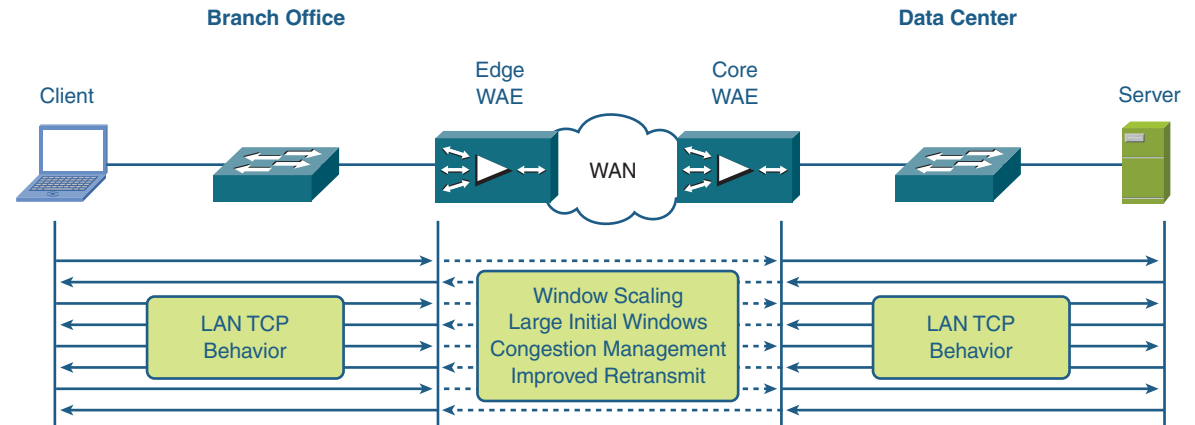 Branch Office
Data Center
Client
Edge
WAE
Core
WAE
Server
WAN
LAN TCP
Behavior
Window Scaling
Large Initial Windows
Congestion Management
Improved Retransmit
LAN TCP
Behavior